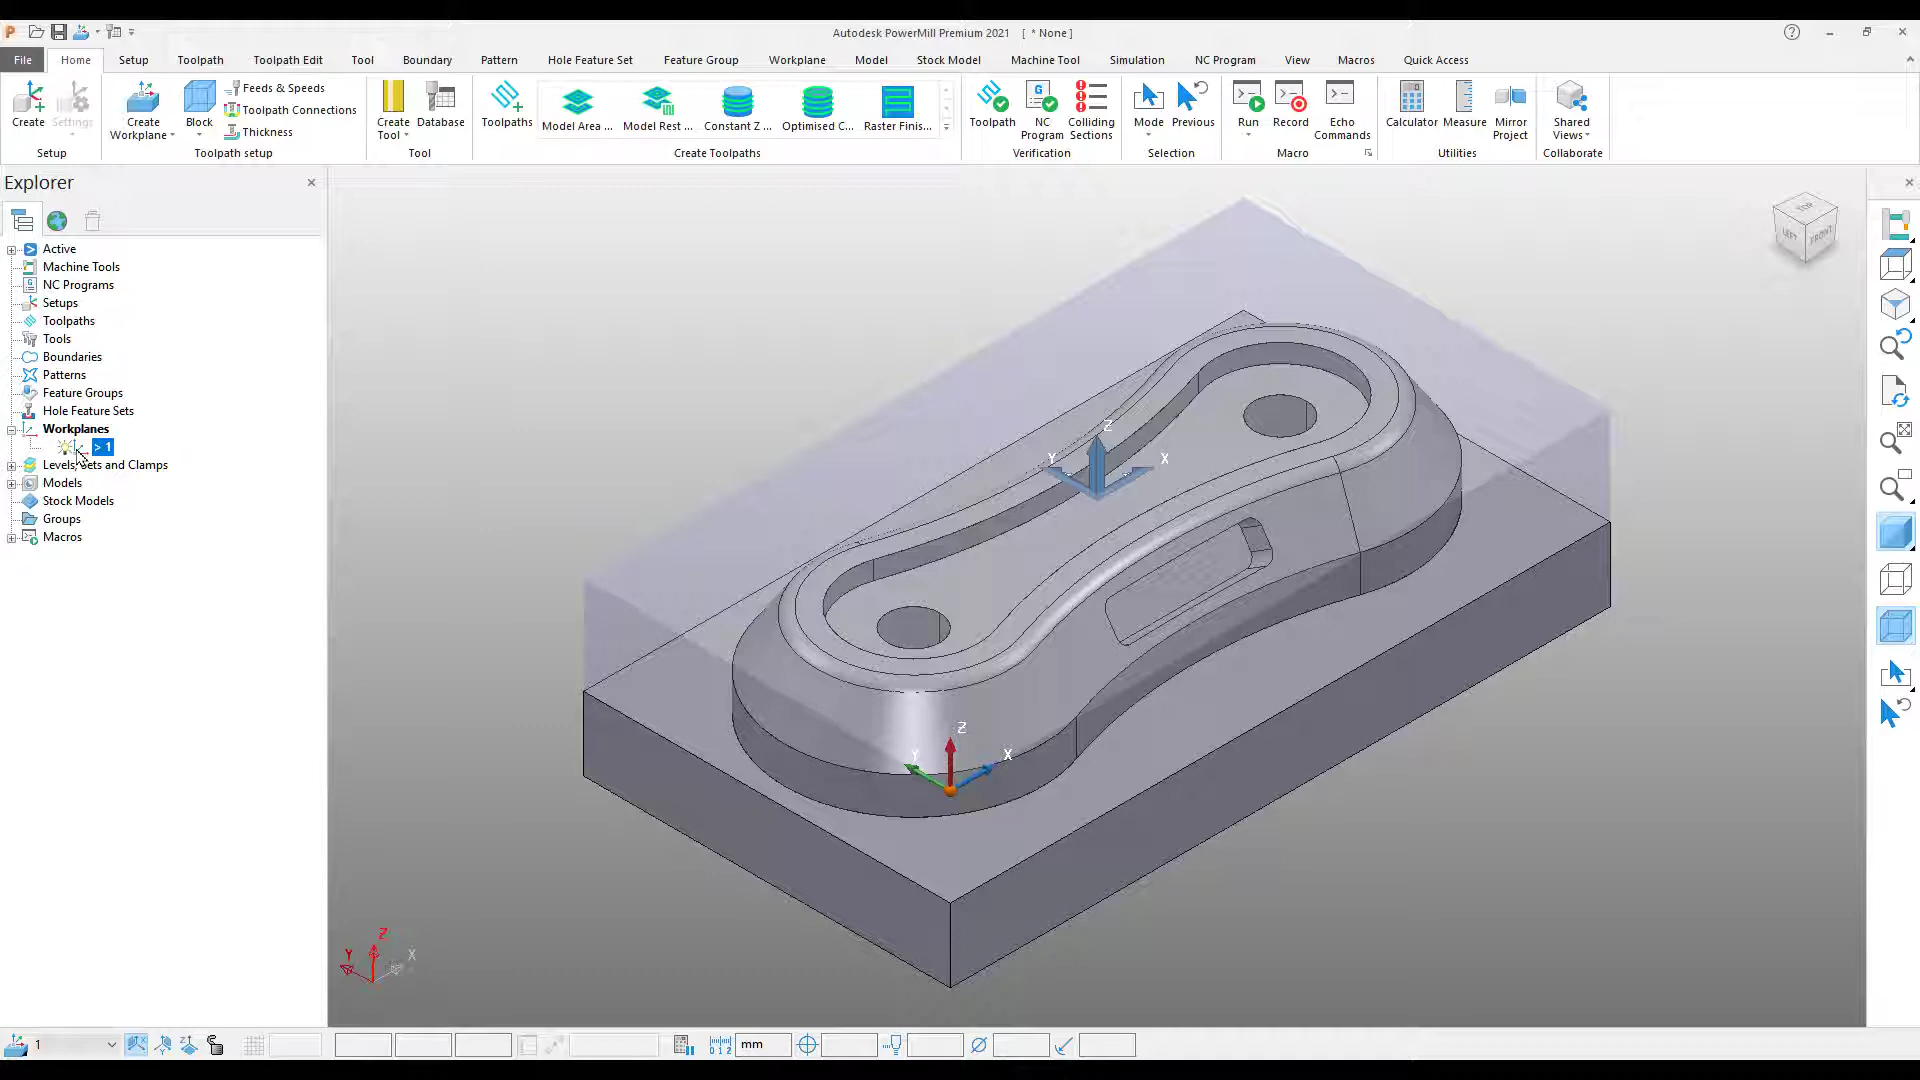 Autodesk PowerMill Premium 2021 [ * None ]
File Home Setup Toolpath Toolpath Edit Tool Boundary Pattern Hole Feature Set Feature Group Workplane Model Stock Model Machine Tool Simulation NC Program View Macros Quick Access
Create
Settings
Setup
Create Workplane
Block
Feeds & Speeds
Toolpath Connections
Thickness
Toolpath setup
Create Tool
Database
Tool
Toolpaths
Model Area ...
Model Rest ...
Constant Z ...
Optimised C...
Raster Finis...
Create Toolpaths
Toolpath
NC Program
Colliding Sections
Verification
Mode
Previous
Selection
Run
Record
Echo Commands
Macro
Calculator
Measure
Mirror Project
Utilities
Shared Views
Collaborate
Explorer
Active
Machine Tools
NC Programs
Setups
Toolpaths
Tools
Boundaries
Patterns
Feature Groups
Hole Feature Sets
Workplanes
> 1
Levels, Sets and Clamps
Models
Stock Models
Groups
Macros
TOP
LEFT
FRONT
Z
Y
X
Z
Y
X
Z
Y
X
1
mm